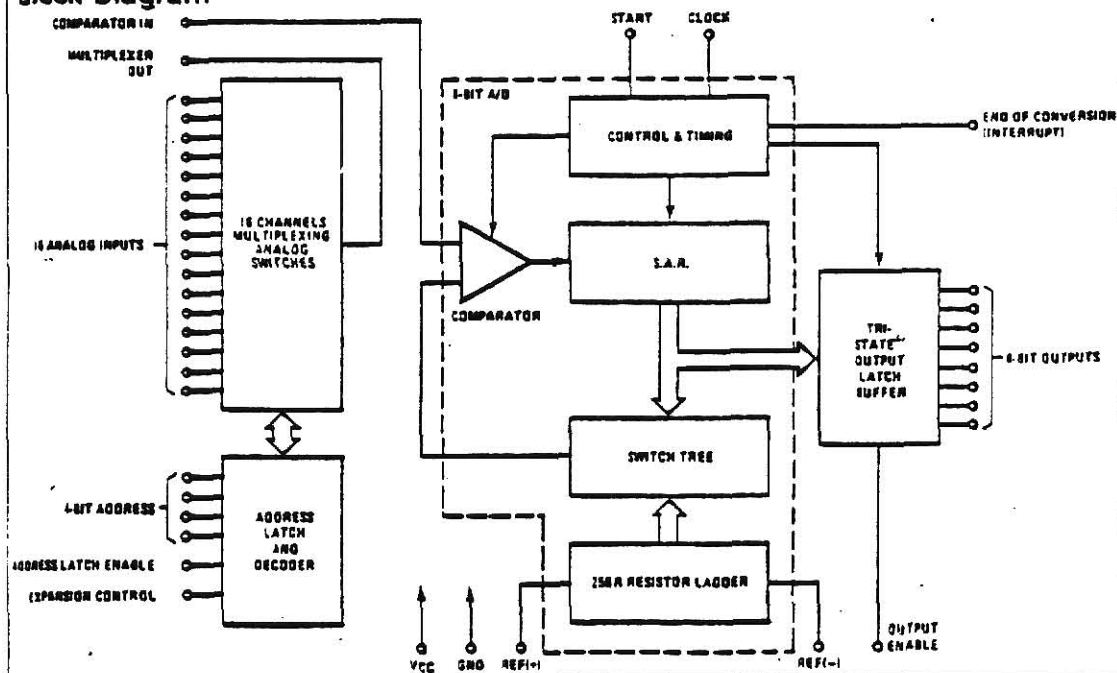 Block Diagram
COMPARATOR IN
MULTIPLEXER
OUT
START
CLOCK
8-BIT A/D
CONTROL & TIMING
END OF CONVERSION
(INTERRUPT)
16 ANALOG INPUTS
16 CHANNELS
MULTIPLEXING
ANALOG
SWITCHES
S.A.R.
COMPARATOR
TRI-
STATE
OUTPUT
LATCH
BUFFER
8-BIT OUTPUTS
SWITCH TREE
4-BIT ADDRESS
ADDRESS
LATCH
AND
DECODER
ADDRESS LATCH ENABLE
EXPANSION CONTROL
256R RESISTOR LADDER
VCC
GND
REF(+)
REF(-)
OUTPUT
ENABLE